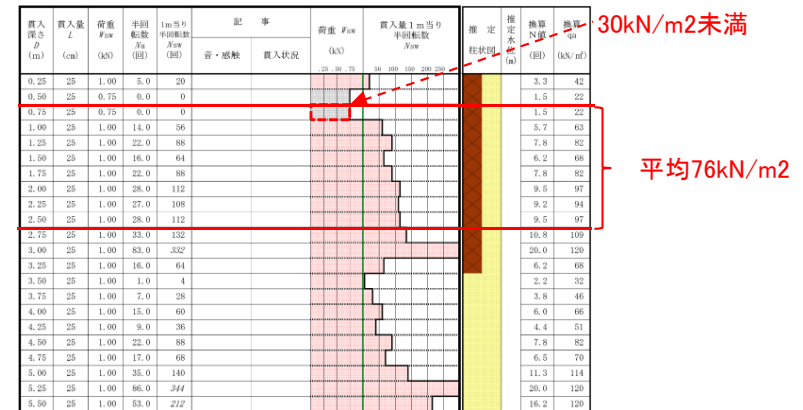 貫入深さ D (m) 貫入量 L (cm) 荷重 Wsw (kN) 半回転数 Na (回) 1m当り半回転数 Nsw (回) 記 事 音・感触 貫入状況 荷重 Wsw (kN) .25 .50 .75 貫入量1m当り半回転数 Nsw 50 100 150 200 250 推 定 柱状図 推定水位 (m) 換算N値 (回) 換算qa (kN/㎡)
30kN/m2未満
0.25 25 1.00 5.0 20 3.3 42
0.50 25 0.75 0.0 0 1.5 22
0.75 25 0.75 0.0 0 1.5 22
1.00 25 1.00 14.0 56 5.7 63
1.25 25 1.00 22.0 88 7.8 82
1.50 25 1.00 16.0 64 6.2 68
1.75 25 1.00 22.0 88 7.8 82
平均76kN/m2
2.00 25 1.00 28.0 112 9.5 97
2.25 25 1.00 27.0 108 9.2 94
2.50 25 1.00 28.0 112 9.5 97
2.75 25 1.00 33.0 132 10.8 109
3.00 25 1.00 83.0 332 20.0 120
3.25 25 1.00 16.0 64 6.2 68
3.50 25 1.00 1.0 4 2.2 32
3.75 25 1.00 7.0 28 3.8 46
4.00 25 1.00 15.0 60 6.0 66
4.25 25 1.00 9.0 36 4.4 51
4.50 25 1.00 22.0 88 7.8 82
4.75 25 1.00 17.0 68 6.5 70
5.00 25 1.00 35.0 140 11.3 114
5.25 25 1.00 86.0 344 20.0 120
5.50 25 1.00 53.0 212 16.2 120